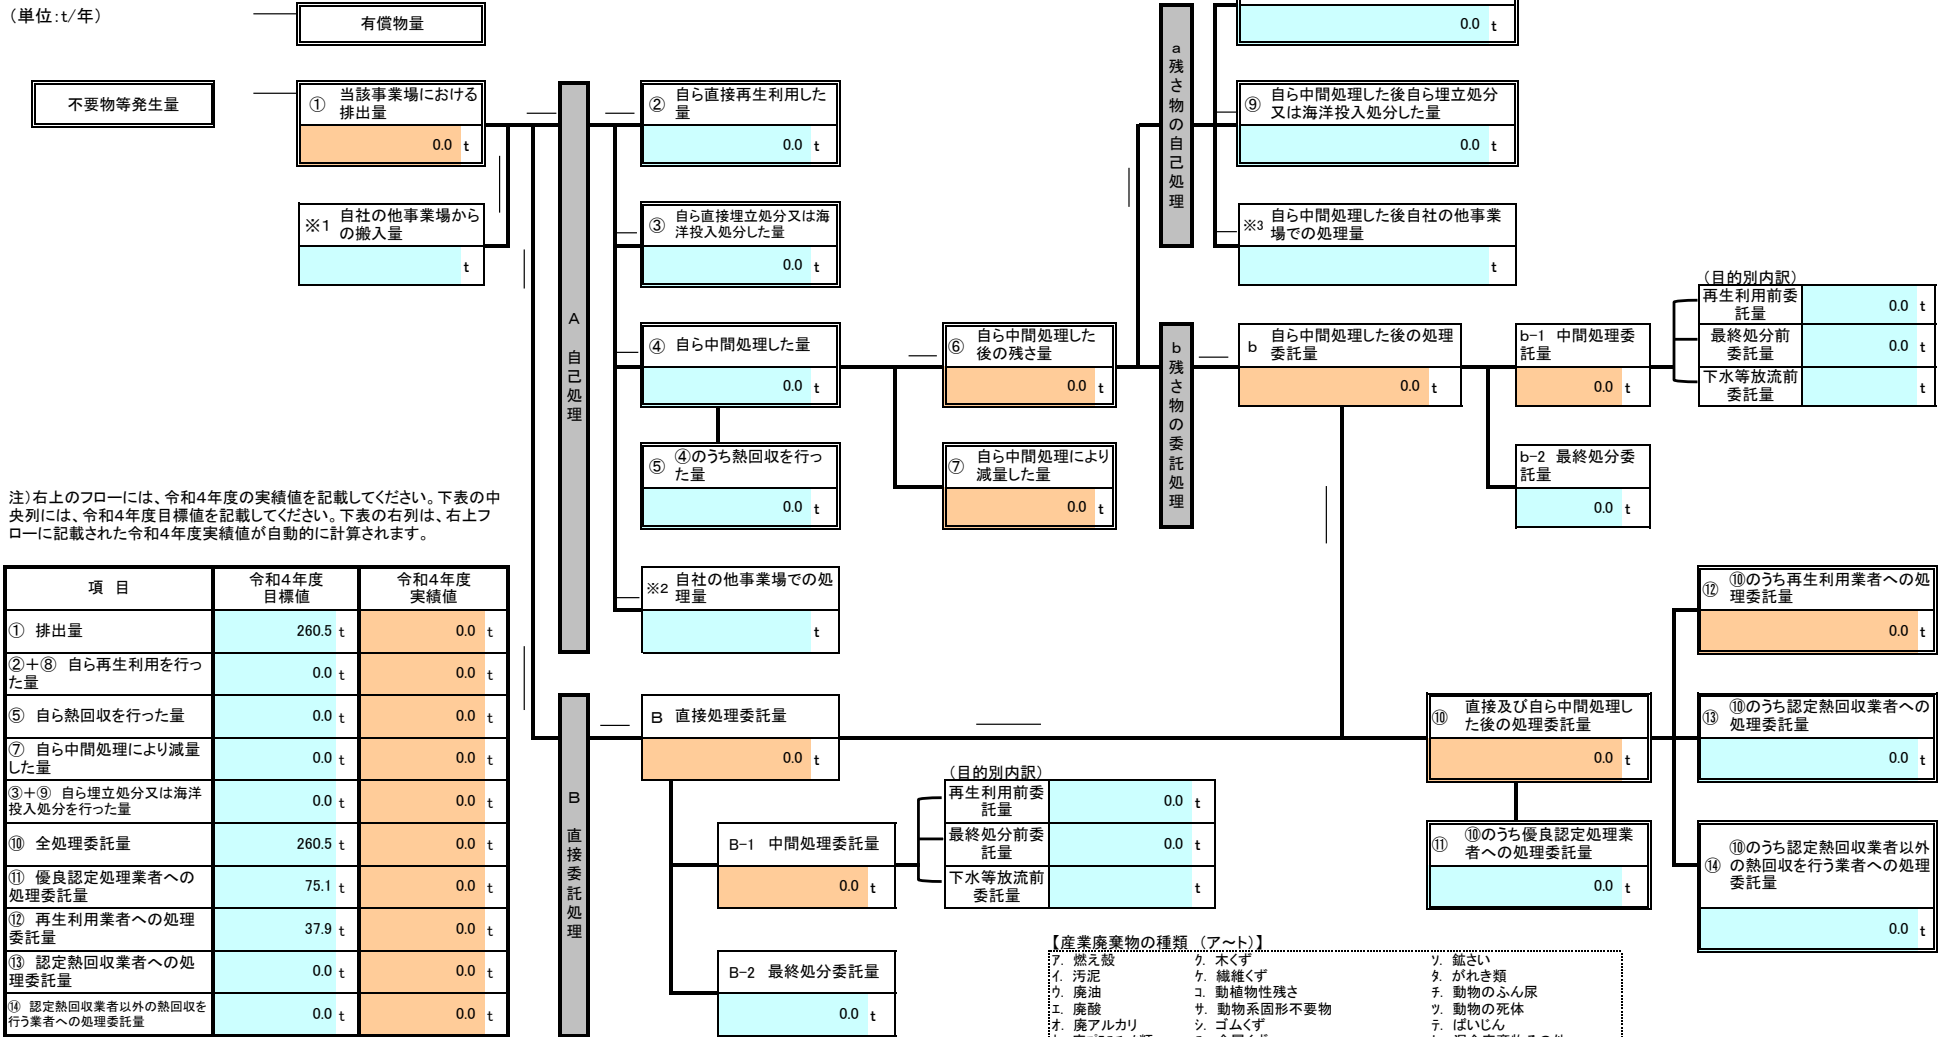 (単位:t/年)
有償物量
不要物等発生量
① 当該事業場における
排出量
0.0 t
※1 自社の他事業場から
の搬入量
t
A 自己処理
② 自ら直接再生利用した
量
0.0 t
③ 自ら直接埋立処分又は海
洋投入処分した量
0.0 t
④ 自ら中間処理した量
0.0 t
⑤ ④のうち熱回収を行っ
た量
0.0 t
※2 自社の他事業場での処
理量
t
⑥ 自ら中間処理した
後の残さ量
0.0 t
⑦ 自ら中間処理により
減量した量
0.0 t
a残さ物の自己処理
0.0 t
⑨ 自ら中間処理した後自ら埋立処分
又は海洋投入処分した量
0.0 t
※3 自ら中間処理した後自社の他事業
場での処理量
t
b残さ物の委託処理
b 自ら中間処理した後の処理
委託量
0.0 t
b-1 中間処理委
託量
0.0 t
b-2 最終処分委
託量
0.0 t
(目的別内訳)
再生利用前委
託量
0.0 t
最終処分前
委託量
0.0 t
下水等放流前
委託量
t
注)右上のフローには、令和4年度の実績値を記載してください。下表の中
央列には、令和4年度目標値を記載してください。下表の右列は、右上フ
ローに記載された令和4年度実績値が自動的に計算されます。
項 目
令和4年度
目標値
令和4年度
実績値
① 排出量 260.5 t 0.0 t
②+⑧ 自ら再生利用を行っ
た量 0.0 t 0.0 t
⑤ 自ら熱回収を行った量 0.0 t 0.0 t
⑦ 自ら中間処理により減量
した量 0.0 t 0.0 t
③+⑨ 自ら埋立処分又は海洋
投入処分を行った量 0.0 t 0.0 t
⑩ 全処理委託量 260.5 t 0.0 t
⑪ 優良認定処理業者への
処理委託量 75.1 t 0.0 t
⑫ 再生利用業者への処理
委託量 37.9 t 0.0 t
⑬ 認定熱回収業者への処
理委託量 0.0 t 0.0 t
⑭ 認定熱回収業者以外の熱回収を
行う業者への処理委託量 0.0 t 0.0 t
B 直接委託処理
B 直接処理委託量
0.0 t
B-1 中間処理委託量
0.0 t
B-2 最終処分委託量
0.0 t
(目的別内訳)
再生利用前委
託量
0.0 t
最終処分前委
託量
0.0 t
下水等放流前
委託量
t
⑩ 直接及び自ら中間処理し
た後の処理委託量
0.0 t
⑪ ⑩のうち優良認定処理業
者への処理委託量
0.0 t
⑫ ⑩のうち再生利用業者への処
理委託量
0.0 t
⑬ ⑩のうち認定熱回収業者への
処理委託量
0.0 t
⑭ ⑩のうち認定熱回収業者以外
の熱回収を行う業者への処理
委託量
0.0 t
【産業廃棄物の種類 (ア~ト)】
ア. 燃え殻 ク. 木くず ソ. 鉱さい
イ. 汚泥 ケ. 繊維くず タ. がれき類
ウ. 廃油 コ. 動植物性残さ チ. 動物のふん尿
エ. 廃酸 サ. 動物系固形不要物 ツ. 動物の死体
オ. 廃アルカリ シ. ゴムくず テ. ばいじん